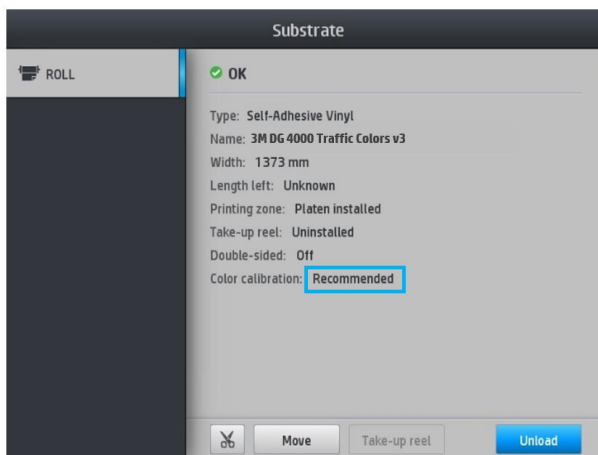 Substrate
ROLL
OK
Type: Self-Adhesive Vinyl
Name: 3M DG 4000 Traffic Colors v3
Width: 1373 mm
Length left: Unknown
Printing zone: Platen installed
Take-up reel: Uninstalled
Double-sided: Off
Color calibration: Recommended
Move
Take-up reel
Unload